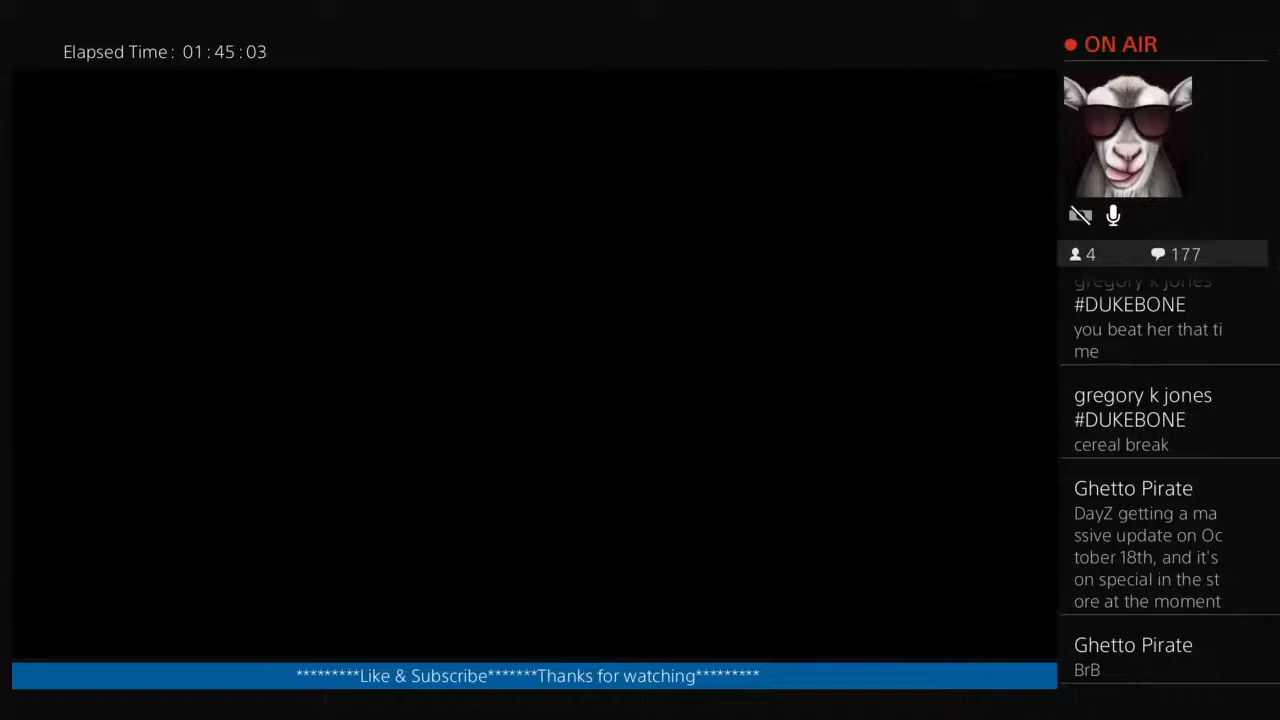 Elapsed Time: 01:45:03
ON AIR
4 177
gregory k jones
#DUKEBONE
you beat her that ti
me
gregory k jones
#DUKEBONE
cereal break
Ghetto Pirate
DayZ getting a ma
ssive update on Oc
tober 18th, and it's
on special in the st
ore at the moment
Ghetto Pirate
BrB
*********Like & Subscribe*******Thanks for watching*********